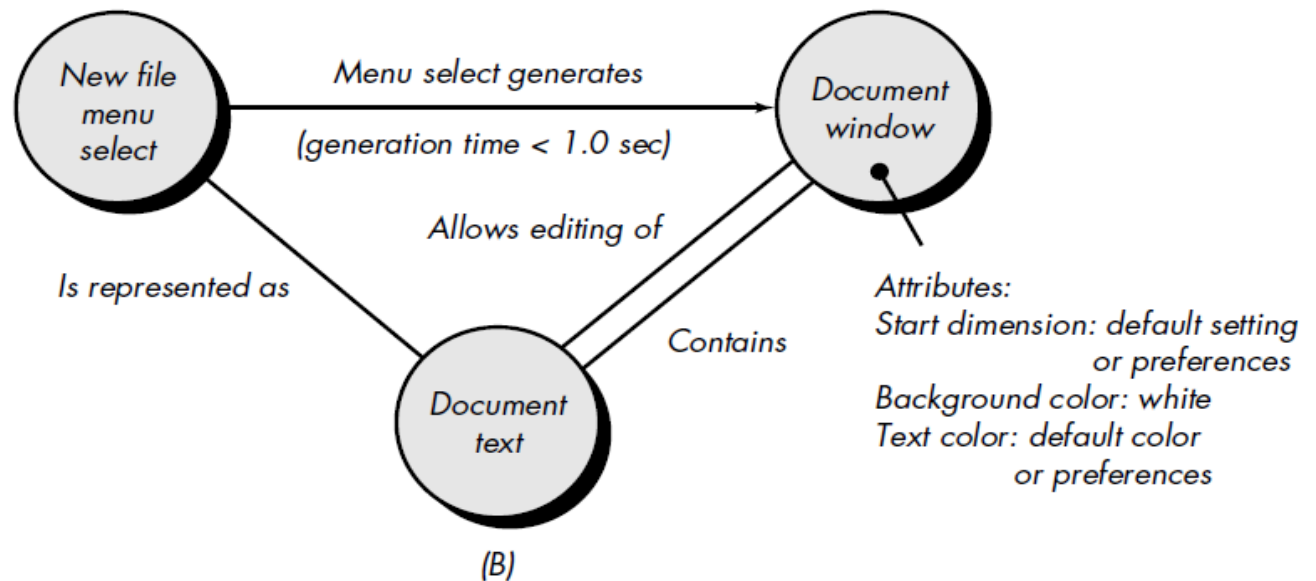 New file
menu
select
Menu select generates
(generation time < 1.0 sec)
Document
window
Allows editing of
Is represented as
Contains
Attributes:
Start dimension: default setting
or preferences
Background color: white
Text color: default color
or preferences
Document
text
(B)